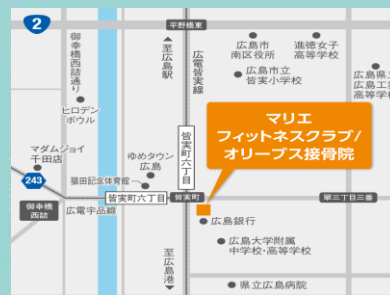 2
平野橋東
御幸橋西詰通り
▲至広島駅
広電皆実線
広島市
南区役所
進徳女子
高等学校
広島市立
皆実小学校
広島県立
広島工業
高等学校
ヒロデン
ボウル
マリエ
フィットネスクラブ/
オリーブス接骨院
皆実町六丁目
マダムジョイ
千田店
ゆめタウン
広島
猫田記念体育館
243
皆実町六丁目
皆実町
翠三丁目三番
御幸橋
西詰
広電宇品線
広島銀行
広島大学附属
中学校・高等学校
至広島港▼
県立広島病院